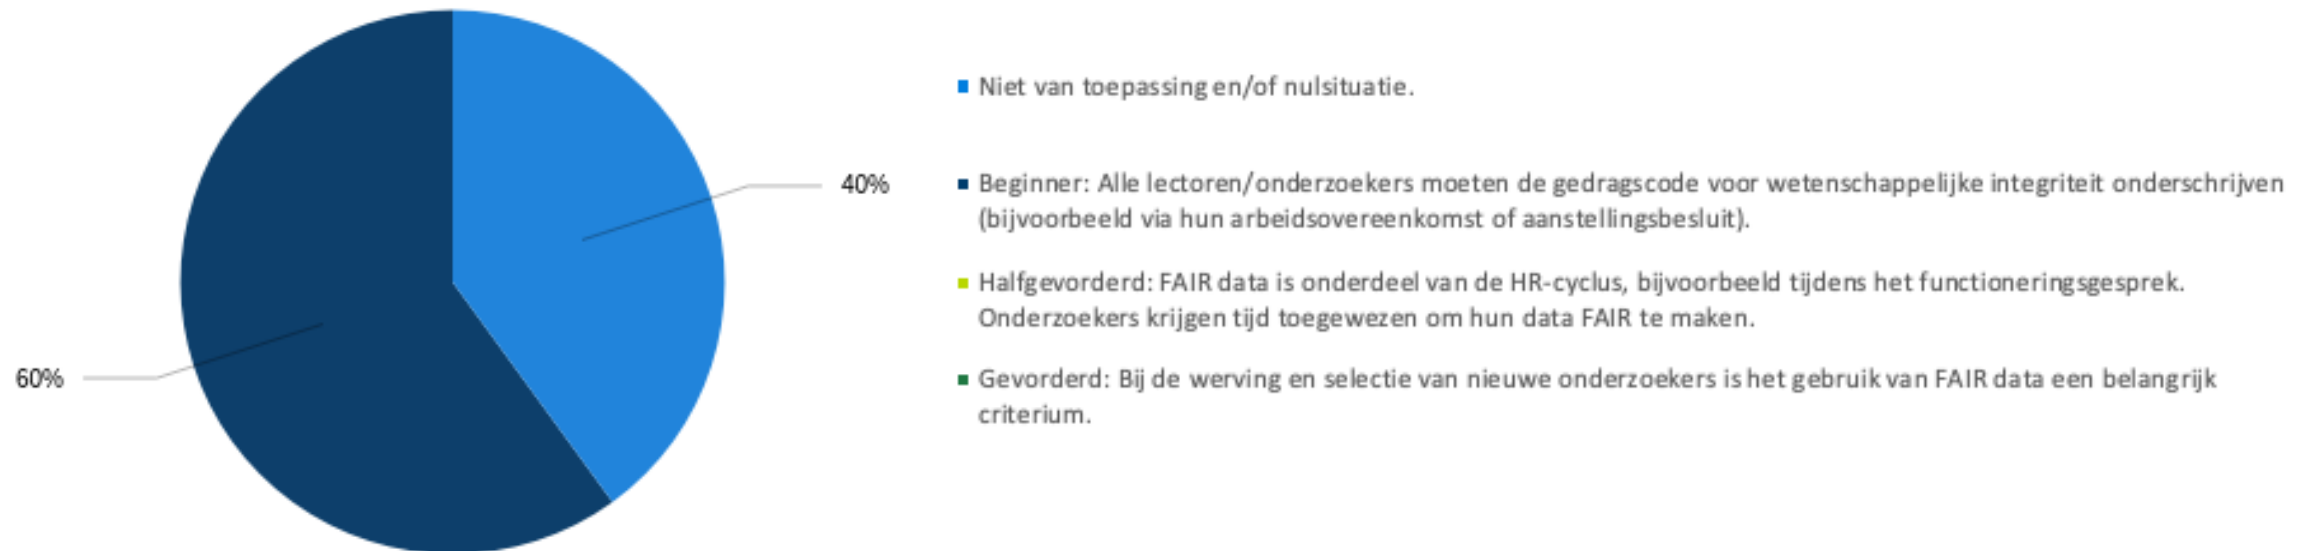 40%
60%
Niet van toepassing en/of nulsituatie.
Beginner: Alle lectoren/onderzoekers moeten de gedragscode voor wetenschappelijke integriteit onderschrijven
(bijvoorbeeld via hun arbeidsovereenkomst of aanstellingsbesluit).
Halfgevorderd: FAIR data is onderdeel van de HR-cyclus, bijvoorbeeld tijdens het functioneringsgesprek.
Onderzoekers krijgen tijd toegewezen om hun data FAIR te maken.
Gevorderd: Bij de werving en selectie van nieuwe onderzoekers is het gebruik van FAIR data een belangrijk
criterium.